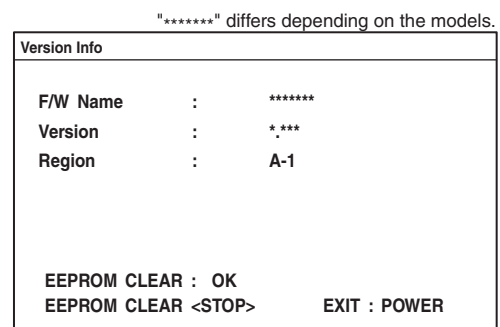 "*******" differs depending on the models.
Version Info
F/W Name : *******
Version : *.***
Region : A-1
EEPROM CLEAR : OK
EEPROM CLEAR <STOP> EXIT : POWER